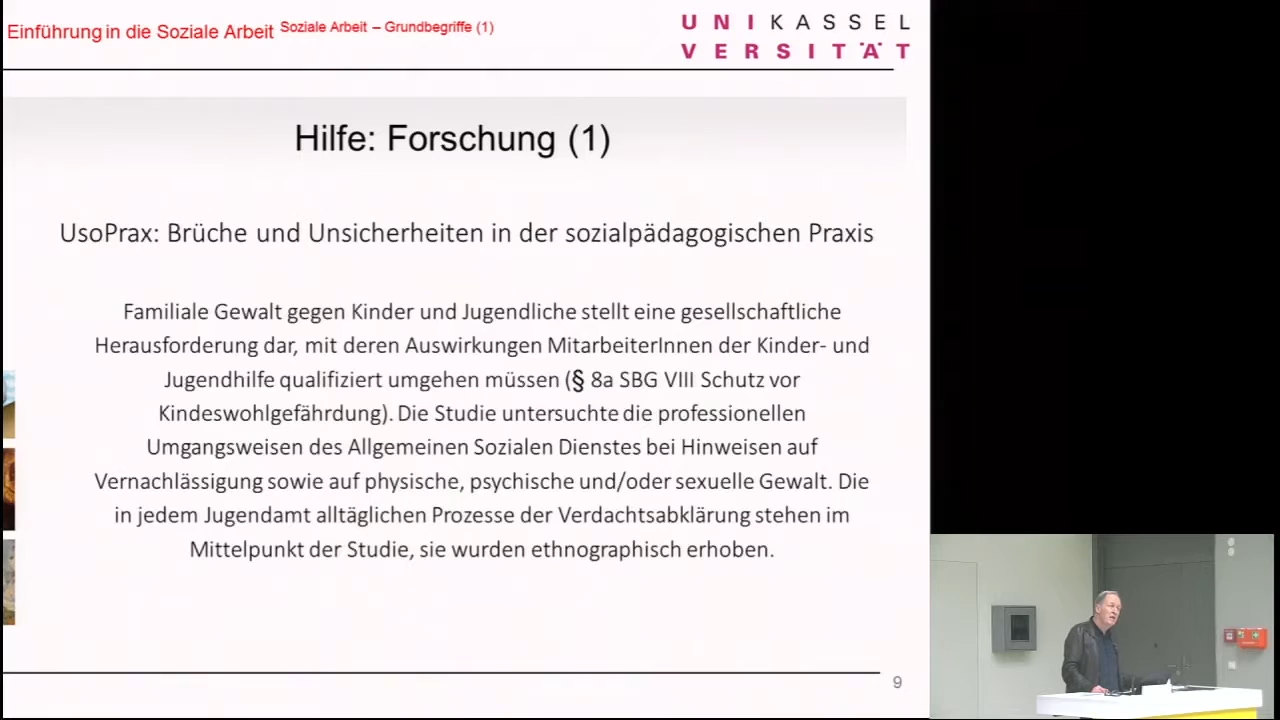 Einführung in die Soziale Arbeit Soziale Arbeit – Grundbegriffe (1)
UNIKASSEL
VERSITÄT
Hilfe: Forschung (1)
UsoPrax: Brüche und Unsicherheiten in der sozialpädagogischen Praxis
Familiale Gewalt gegen Kinder und Jugendliche stellt eine gesellschaftliche
Herausforderung dar, mit deren Auswirkungen MitarbeiterInnen der Kinder- und
Jugendhilfe qualifiziert umgehen müssen (§ 8a SBG VIII Schutz vor
Kindeswohlgefährdung). Die Studie untersuchte die professionellen
Umgangsweisen des Allgemeinen Sozialen Dienstes bei Hinweisen auf
Vernachlässigung sowie auf physische, psychische und/oder sexuelle Gewalt. Die
in jedem Jugendamt alltäglichen Prozesse der Verdachtsabklärung stehen im
Mittelpunkt der Studie, sie wurden ethnographisch erhoben.
9